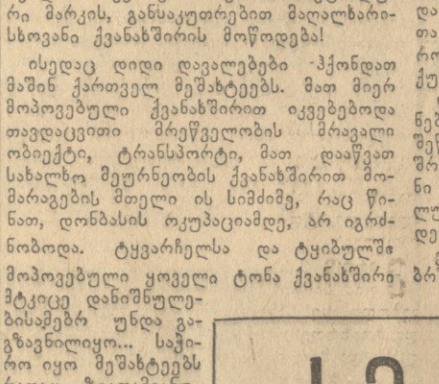 რი მარკის, განსაკუთრებით მაღალხარი-
სხოვანი ქვანახშირის მოწოდება!
ისედაც დიდი დავალებები ჰქონდათ
მაშინ ქართველ მეშახტეებს. მათ მიერ
მოპოვებული ქვანახშირით იკვებებოდა
თავდაცვითი მრეწველობის მრავალი
ობიექტი, ტრანსპორტი, მათ დააწვათ
სახალხო მეურნეობის ქვანახშირით მო-
მარაგების მთელი ის სიმძიმე, რაც წი-
ნათ, დონბასის ოკუპაციამდე, არ იგრძ-
ნობოდა. ტყვარჩელსა და ტყიბულში
მოპოვებული ყოველი ტონა ქვანახშირი
მტკიცე დანიშნულე-
ბისამებრ უნდა გა-
გზავნილიყო... საჭი-
რო იყო მეშახტეებს